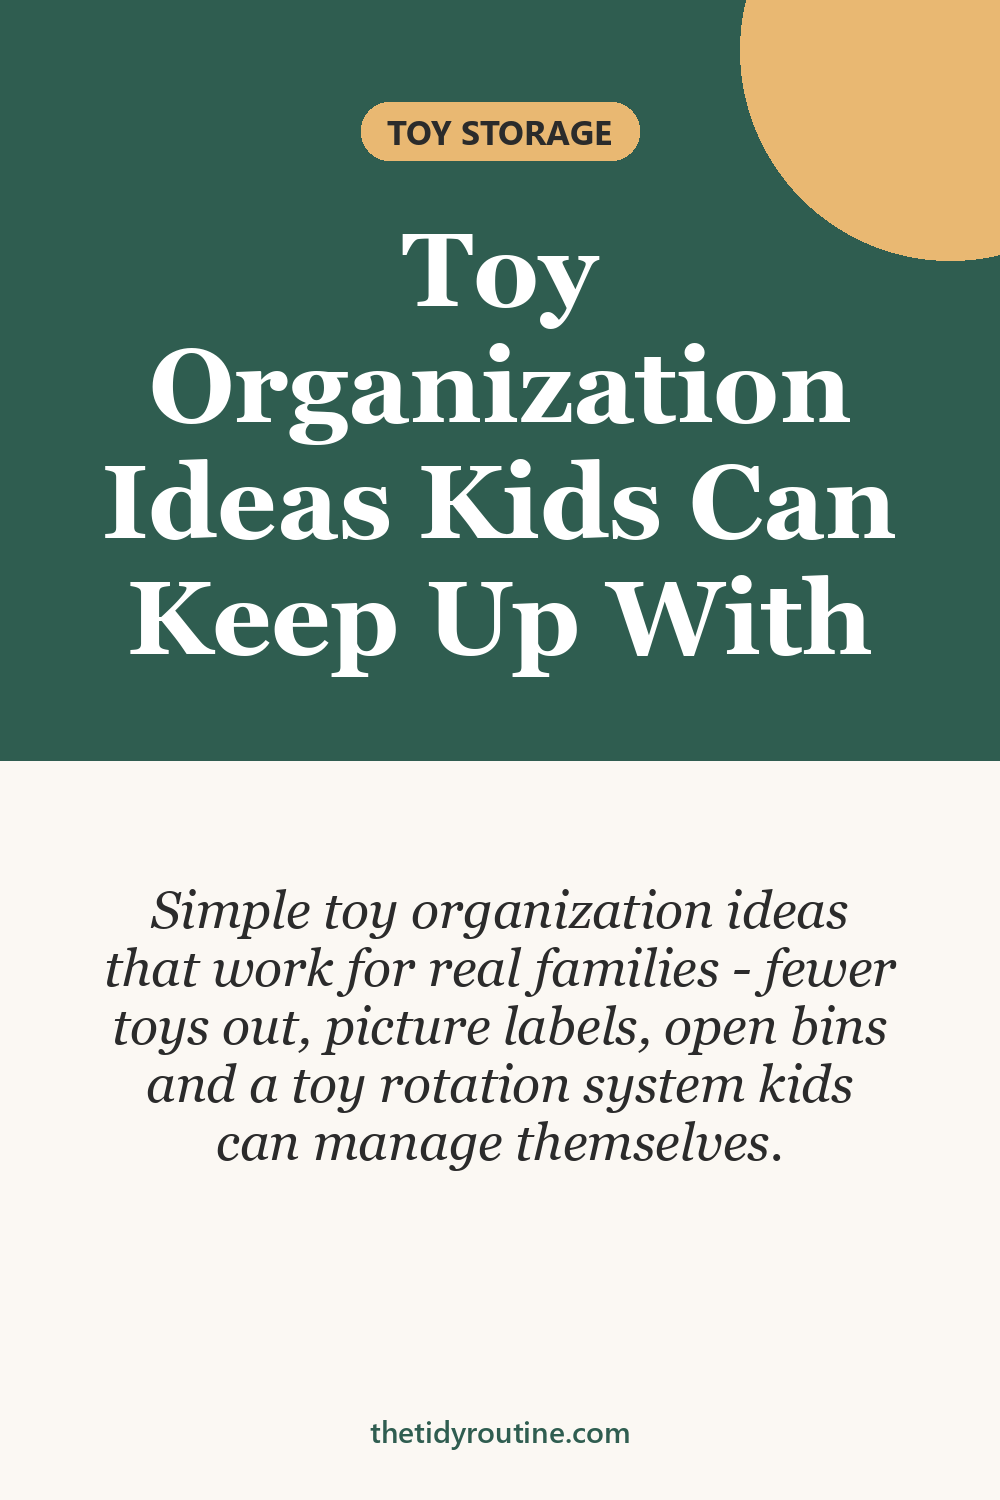 TOY STORAGE
Toy
Organization
Ideas Kids Can
Keep Up With
Simple toy organization ideas
that work for real families - fewer
toys out, picture labels, open bins
and a toy rotation system kids
can manage themselves.
thetidyroutine.com